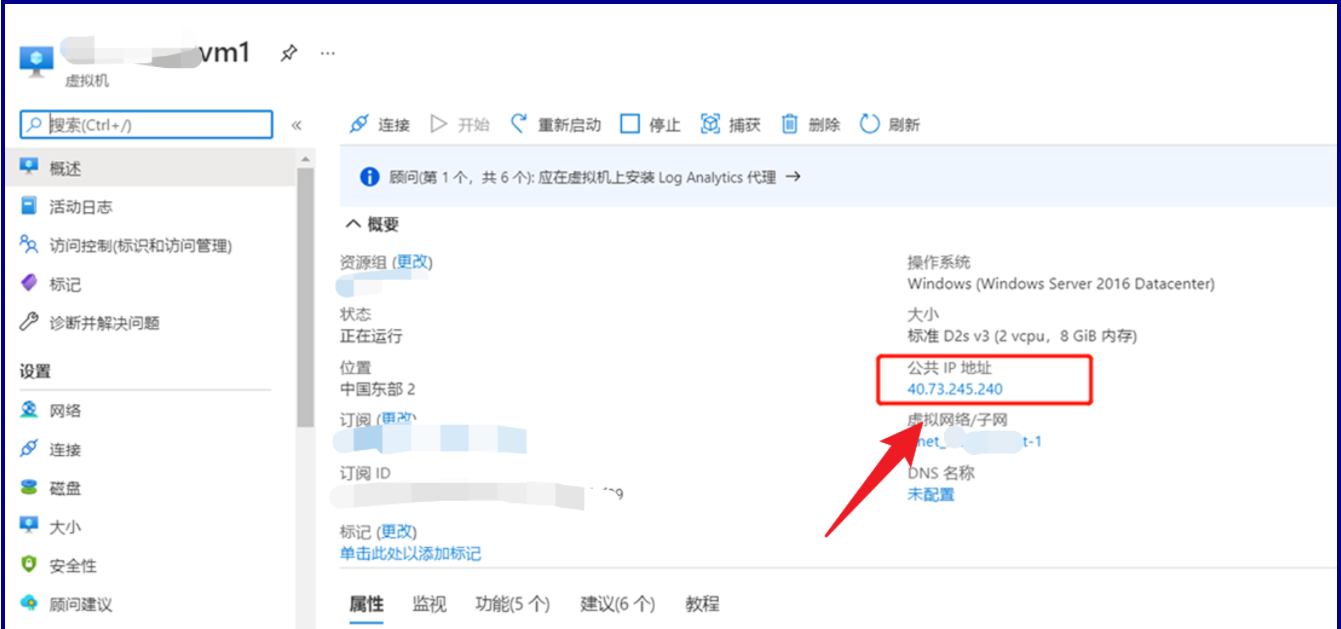 vm1
虚拟机
搜索(Ctrl+/)
«
连接 开始 重新启动 停止 捕获 删除 刷新
概述
活动日志
访问控制(标识和访问管理)
标记
诊断并解决问题
设置
网络
连接
磁盘
大小
安全性
顾问建议
顾问(第 1 个，共 6 个): 应在虚拟机上安装 Log Analytics 代理 →
概要
资源组 (更改)
状态
正在运行
位置
中国东部 2
订阅 (更改)
订阅 ID
标记 (更改)
单击此处以添加标记
操作系统
Windows (Windows Server 2016 Datacenter)
大小
标准 D2s v3 (2 vcpu，8 GiB 内存)
公共 IP 地址
40.73.245.240
虚拟网络/子网
net_ t-1
DNS 名称
未配置
属性 监视 功能(5 个) 建议(6 个) 教程